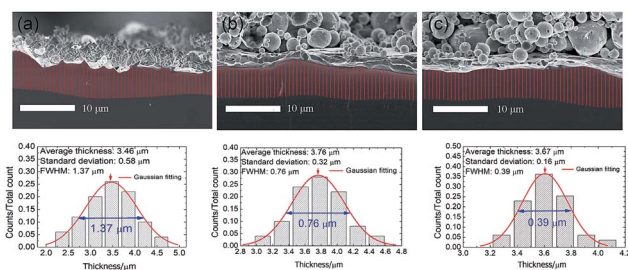 (a)
(b)
(c)
10 μm
10 μm
10 μm
Average thickness: 3.46 μm
Standard deviation: 0.58 μm
FWHM: 1.37 μm
Gaussian fitting
1.37 μm
Counts/Total count
0.40
0.35
0.30
0.25
0.20
0.15
0.10
0.05
0.00
2.0 2.5 3.0 3.5 4.0 4.5 5.0
Thickness/μm
Average thickness: 3.76 μm
Standard deviation: 0.32 μm
FWHM: 0.76 μm
Gaussian fitting
0.76 μm
Counts/Total count
0.40
0.35
0.30
0.25
0.20
0.15
0.10
0.05
0.00
2.8 3.0 3.2 3.4 3.6 3.8 4.0 4.2 4.4 4.6 4.8
Thickness/μm
Average thickness: 3.67 μm
Standard deviation: 0.16 μm
FWHM: 0.39 μm
Gaussian fitting
0.39 μm
Counts/Total count
0.50
0.45
0.40
0.35
0.30
0.25
0.20
0.15
0.10
0.05
0.00
3.0 3.2 3.4 3.6 3.8 4.0 4.2
Thickness/μm